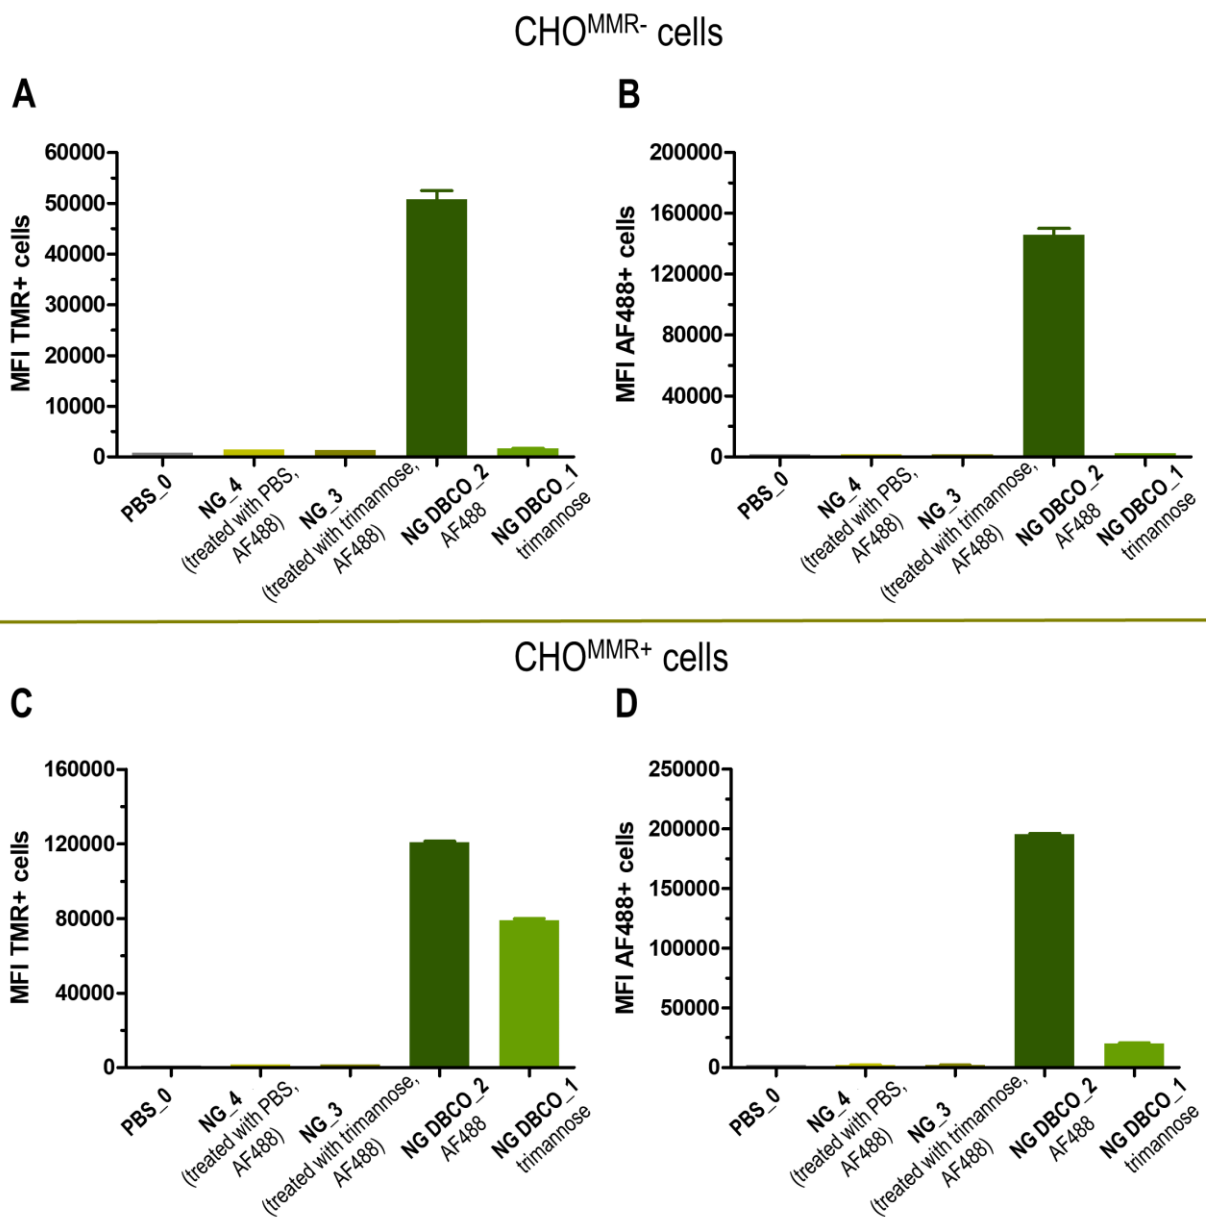 CHOMMR- cells
A
MFI TMR+ cells
60000
50000
40000
30000
20000
10000
0
PBS_0
NG_4
(treated with PBS,
AF488)
NG_3
(treated with trimannose,
AF488)
NG DBCO_2
AF488
NG DBCO_1
trimannose
B
MFI AF488+ cells
200000
160000
120000
80000
40000
0
PBS_0
NG_4
(treated with PBS,
AF488)
NG_3
(treated with trimannose,
AF488)
NG DBCO_2
AF488
NG DBCO_1
trimannose
CHOMMR+ cells
C
MFI TMR+ cells
160000
120000
80000
40000
0
PBS_0
NG_4
(treated with PBS,
AF488)
NG_3
(treated with trimannose,
AF488)
NG DBCO_2
AF488
NG DBCO_1
trimannose
D
MFI AF488+ cells
250000
200000
150000
100000
50000
0
PBS_0
NG_4
(treated with PBS,
AF488)
NG_3
(treated with trimannose,
AF488)
NG DBCO_2
AF488
NG DBCO_1
trimannose